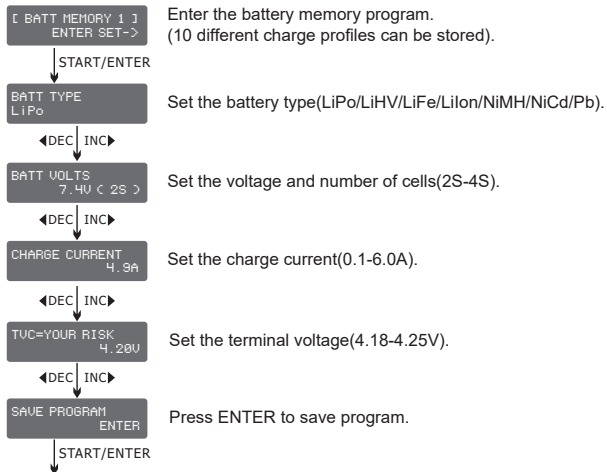 [ BATT MEMORY 1 ]
ENTER SET->
Enter the battery memory program.
(10 different charge profiles can be stored).
START/ENTER
BATT TYPE
LiPo
Set the battery type(LiPo/LiHV/LiFe/LiIon/NiMH/NiCd/Pb).
◀DEC INC▶
BATT VOLTS
7.4V ( 2S )
Set the voltage and number of cells(2S-4S).
◀DEC INC▶
CHARGE CURRENT
4.9A
Set the charge current(0.1-6.0A).
◀DEC INC▶
TVC=YOUR RISK
4.20V
Set the terminal voltage(4.18-4.25V).
◀DEC INC▶
SAVE PROGRAM
ENTER
Press ENTER to save program.
START/ENTER